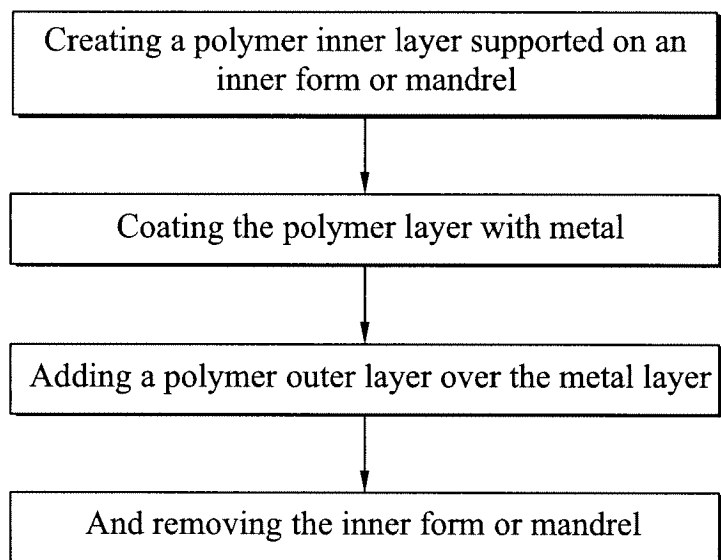 Creating a polymer inner layer supported on an
inner form or mandrel
Coating the polymer layer with metal
Adding a polymer outer layer over the metal layer
And removing the inner form or mandrel